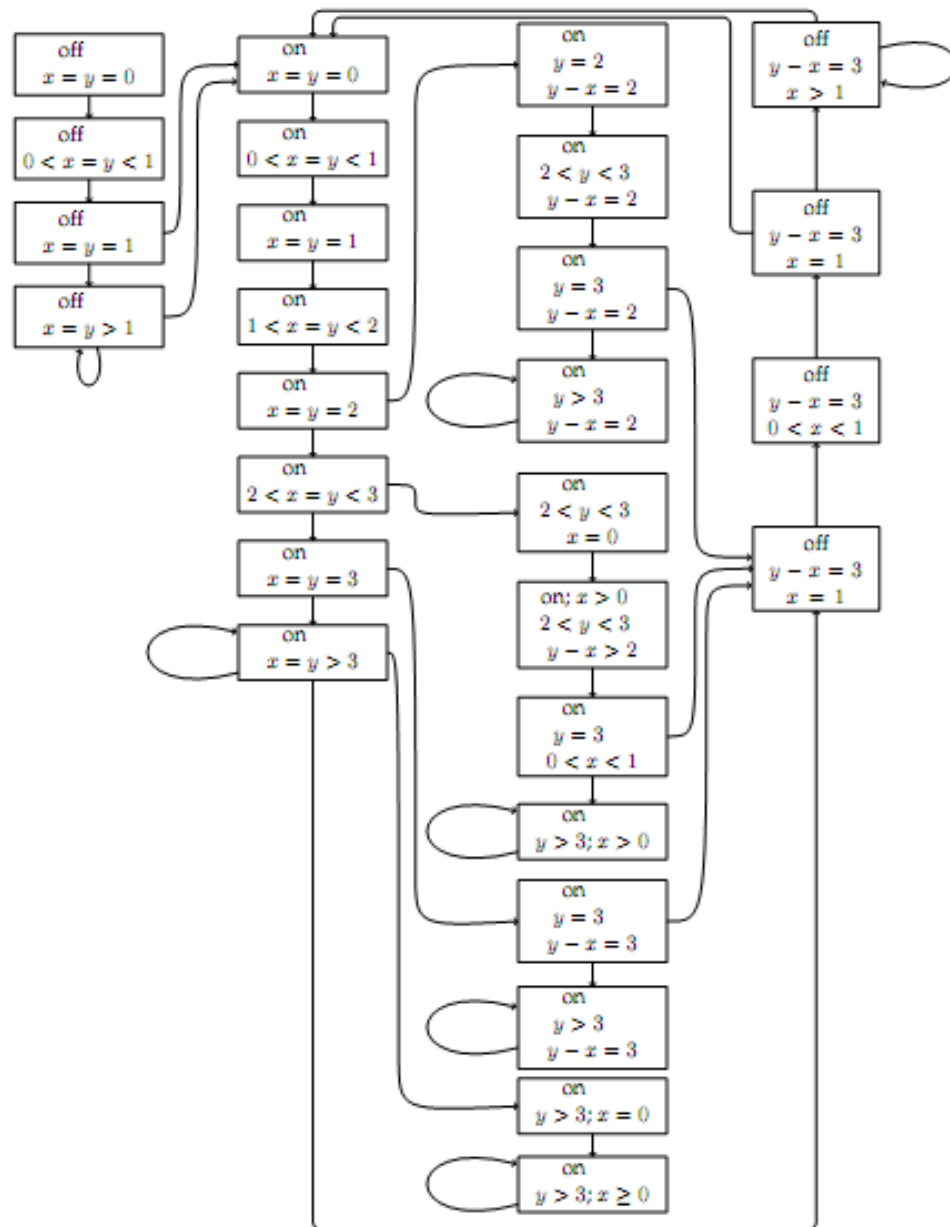 off
x = y = 0
off
0 < x = y < 1
off
x = y = 1
off
x = y > 1
on
x = y = 0
on
0 < x = y < 1
on
x = y = 1
on
1 < x = y < 2
on
x = y = 2
on
2 < x = y < 3
on
x = y = 3
on
x = y > 3
on
y = 2
y − x = 2
on
2 < y < 3
y − x = 2
on
y = 3
y − x = 2
on
y > 3
y − x = 2
on
2 < y < 3
x = 0
on; x > 0
2 < y < 3
y − x > 2
on
y = 3
0 < x < 1
on
y > 3; x > 0
on
y = 3
y − x = 3
on
y > 3
y − x = 3
on
y > 3; x = 0
on
y > 3; x ≥ 0
off
y − x = 3
x > 1
off
y − x = 3
x = 1
off
y − x = 3
0 < x < 1
off
y − x = 3
x = 1